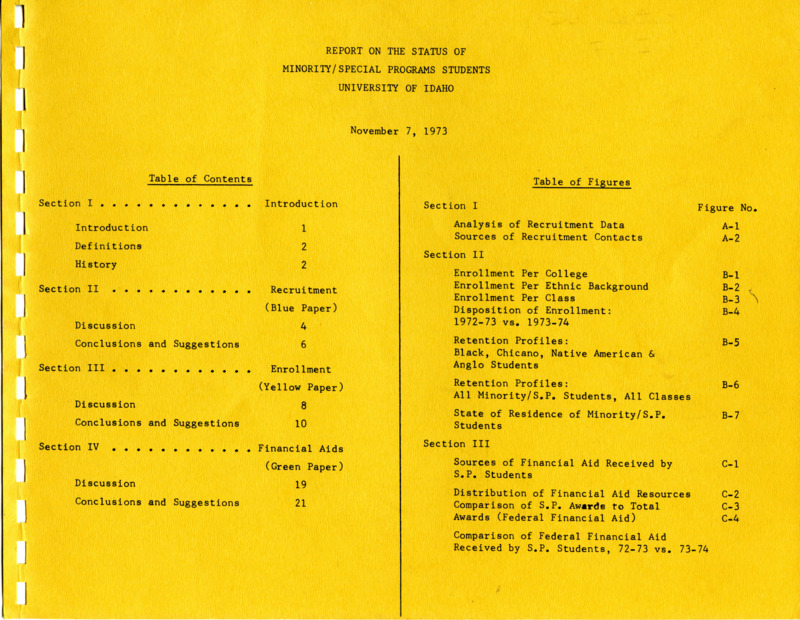 REPORT ON THE STATUS OF
MINORITY/SPECIAL PROGRAMS STUDENTS
UNIVERSITY OF IDAHO
November 7, 1973
Table of Contents
Section I . . . . . . . . . . . . . Introduction
Introduction 1
Definitions 2
History 2
Section II . . . . . . . . . . . . Recruitment
(Blue Paper)
Discussion 4
Conclusions and Suggestions 6
Section III . . . . . . . . . . . . Enrollment
(Yellow Paper)
Discussion 8
Conclusions and Suggestions 10
Section IV . . . . . . . . . . . . Financial Aids
(Green Paper)
Discussion 19
Conclusions and Suggestions 21
Table of Figures
Section I Figure No.
Analysis of Recruitment Data A-1
Sources of Recruitment Contacts A-2
Section II
Enrollment Per College B-1
Enrollment Per Ethnic Background B-2
Enrollment Per Class B-3
Disposition of Enrollment: B-4
1972-73 vs. 1973-74
Retention Profiles: B-5
Black, Chicano, Native American &
Anglo Students
Retention Profiles: B-6
All Minority/S.P. Students, All Classes
State of Residence of Minority/S.P. B-7
Students
Section III
Sources of Financial Aid Received by C-1
S.P. Students
Distribution of Financial Aid Resources C-2
Comparison of S.P. Awards to Total C-3
Awards (Federal Financial Aid) C-4
Comparison of Federal Financial Aid
Received by S.P. Students, 72-73 vs. 73-74